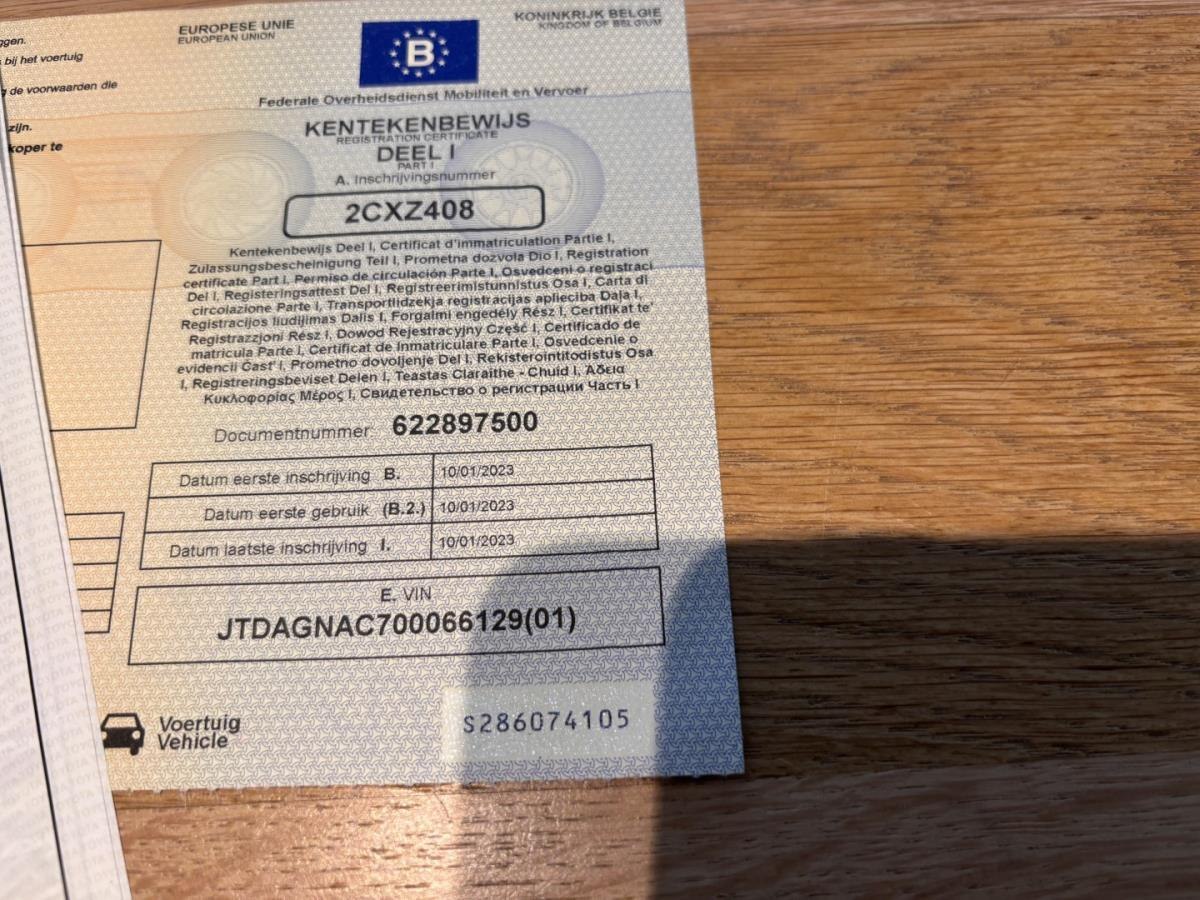 ggen.
bij het voertuig
de voorwaarden die
zijn.
koper te
EUROPESE UNIE
EUROPEAN UNION
B
KONINKRIJK BELGIE
KINGDOM OF BELGIUM
Federale Overheidsdienst Mobiliteit en Vervoer
KENTEKENBEWIJS
REGISTRATION CERTIFICATE
DEEL I
PART I
A. Inschrijvingsnummer
2CXZ408
Kentekenbewijs Deel I, Certificat d'immatriculation Partie I,
Zulassungsbescheinigung Teil I, Prometna dozvola Dio I, Registration
certificate Part I, Permiso de circulación Parte I, Osvedceni o registraci
Del I, Registeringsattest Del I, Registreerimistunnistus Osa I, Carta di
circolazione Parte I, Transportlidzekja registracijas aplieciba Daļa I,
Registracijos liudijimas Dalis I, Forgalmi engedély Rész I, Certifikat te'
Registrazzjoni Rész I, Dowod Rejestracyjny Część I, Certificado de
matricula Parte I, Certificat de Inmatriculare Parte I, Osvedcenie o
evidencii Cast' I, Prometno dovoljenje Del I, Rekisterointitodistus Osa
I, Registreringsbeviset Delen I, Teastas Claraithe - Chuid I, Άδεια
Κυκλοφορίας Μέρος I, Свидетельство о регистрации Часть I
Documentnummer 622897500
Datum eerste inschrijving B. 10/01/2023
Datum eerste gebruik (B.2.) 10/01/2023
Datum laatste inschrijving I. 10/01/2023
E. VIN
JTDAGNAC700066129(01)
Voertuig
Vehicle
S286074105